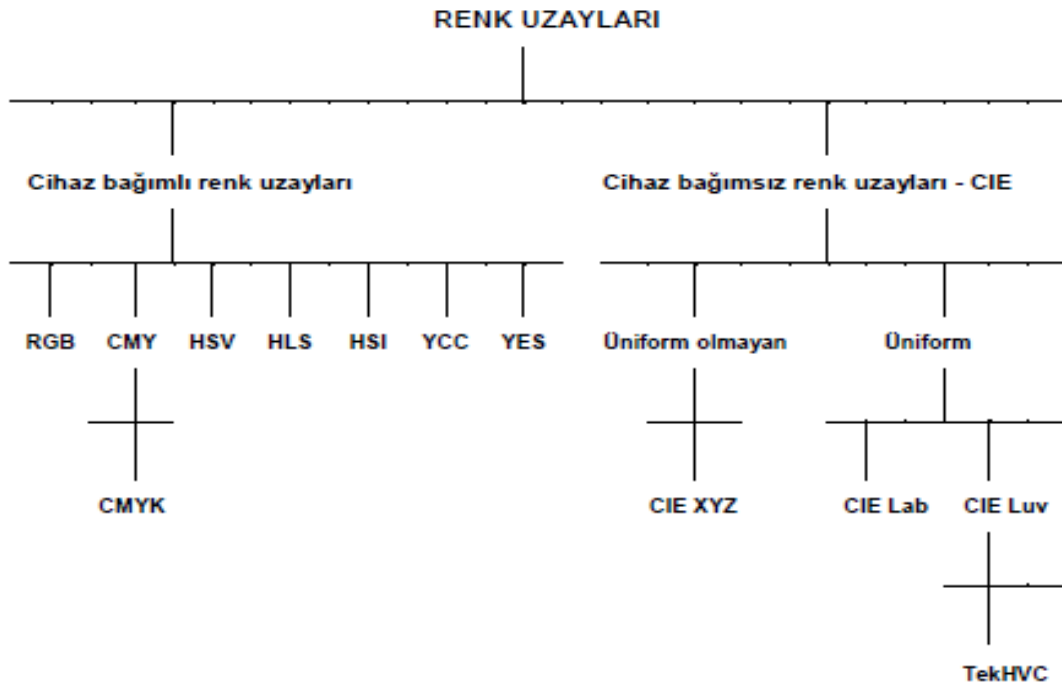 RENK UZAYLARI
Cihaz bağımlı renk uzayları
Cihaz bağımsız renk uzayları - CIE
RGB
CMY
HSV
HLS
HSI
YCC
YES
Üniform olmayan
Üniform
CMYK
CIE XYZ
CIE Lab
CIE Luv
TekHVC